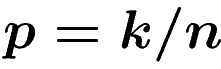 p = k/n